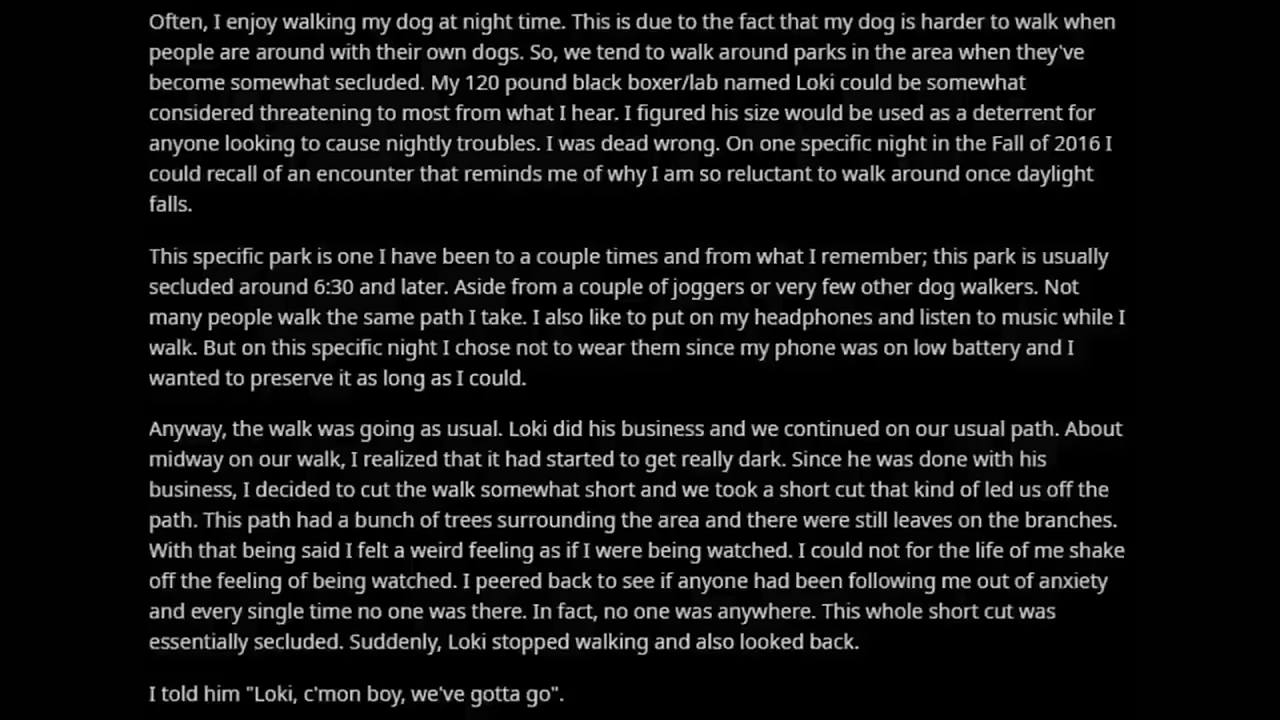 Often, I enjoy walking my dog at night time. This is due to the fact that my dog is harder to walk when
people are around with their own dogs. So, we tend to walk around parks in the area when they've
become somewhat secluded. My 120 pound black boxer/lab named Loki could be somewhat
considered threatening to most from what I hear. I figured his size would be used as a deterrent for
anyone looking to cause nightly troubles. I was dead wrong. On one specific night in the Fall of 2016 I
could recall of an encounter that reminds me of why I am so reluctant to walk around once daylight
falls.
This specific park is one I have been to a couple times and from what I remember; this park is usually
secluded around 6:30 and later. Aside from a couple of joggers or very few other dog walkers. Not
many people walk the same path I take. I also like to put on my headphones and listen to music while I
walk. But on this specific night I chose not to wear them since my phone was on low battery and I
wanted to preserve it as long as I could.
Anyway, the walk was going as usual. Loki did his business and we continued on our usual path. About
midway on our walk, I realized that it had started to get really dark. Since he was done with his
business, I decided to cut the walk somewhat short and we took a short cut that kind of led us off the
path. This path had a bunch of trees surrounding the area and there were still leaves on the branches.
With that being said I felt a weird feeling as if I were being watched. I could not for the life of me shake
off the feeling of being watched. I peered back to see if anyone had been following me out of anxiety
and every single time no one was there. In fact, no one was anywhere. This whole short cut was
essentially secluded. Suddenly, Loki stopped walking and also looked back.
I told him "Loki, c'mon boy, we've gotta go".